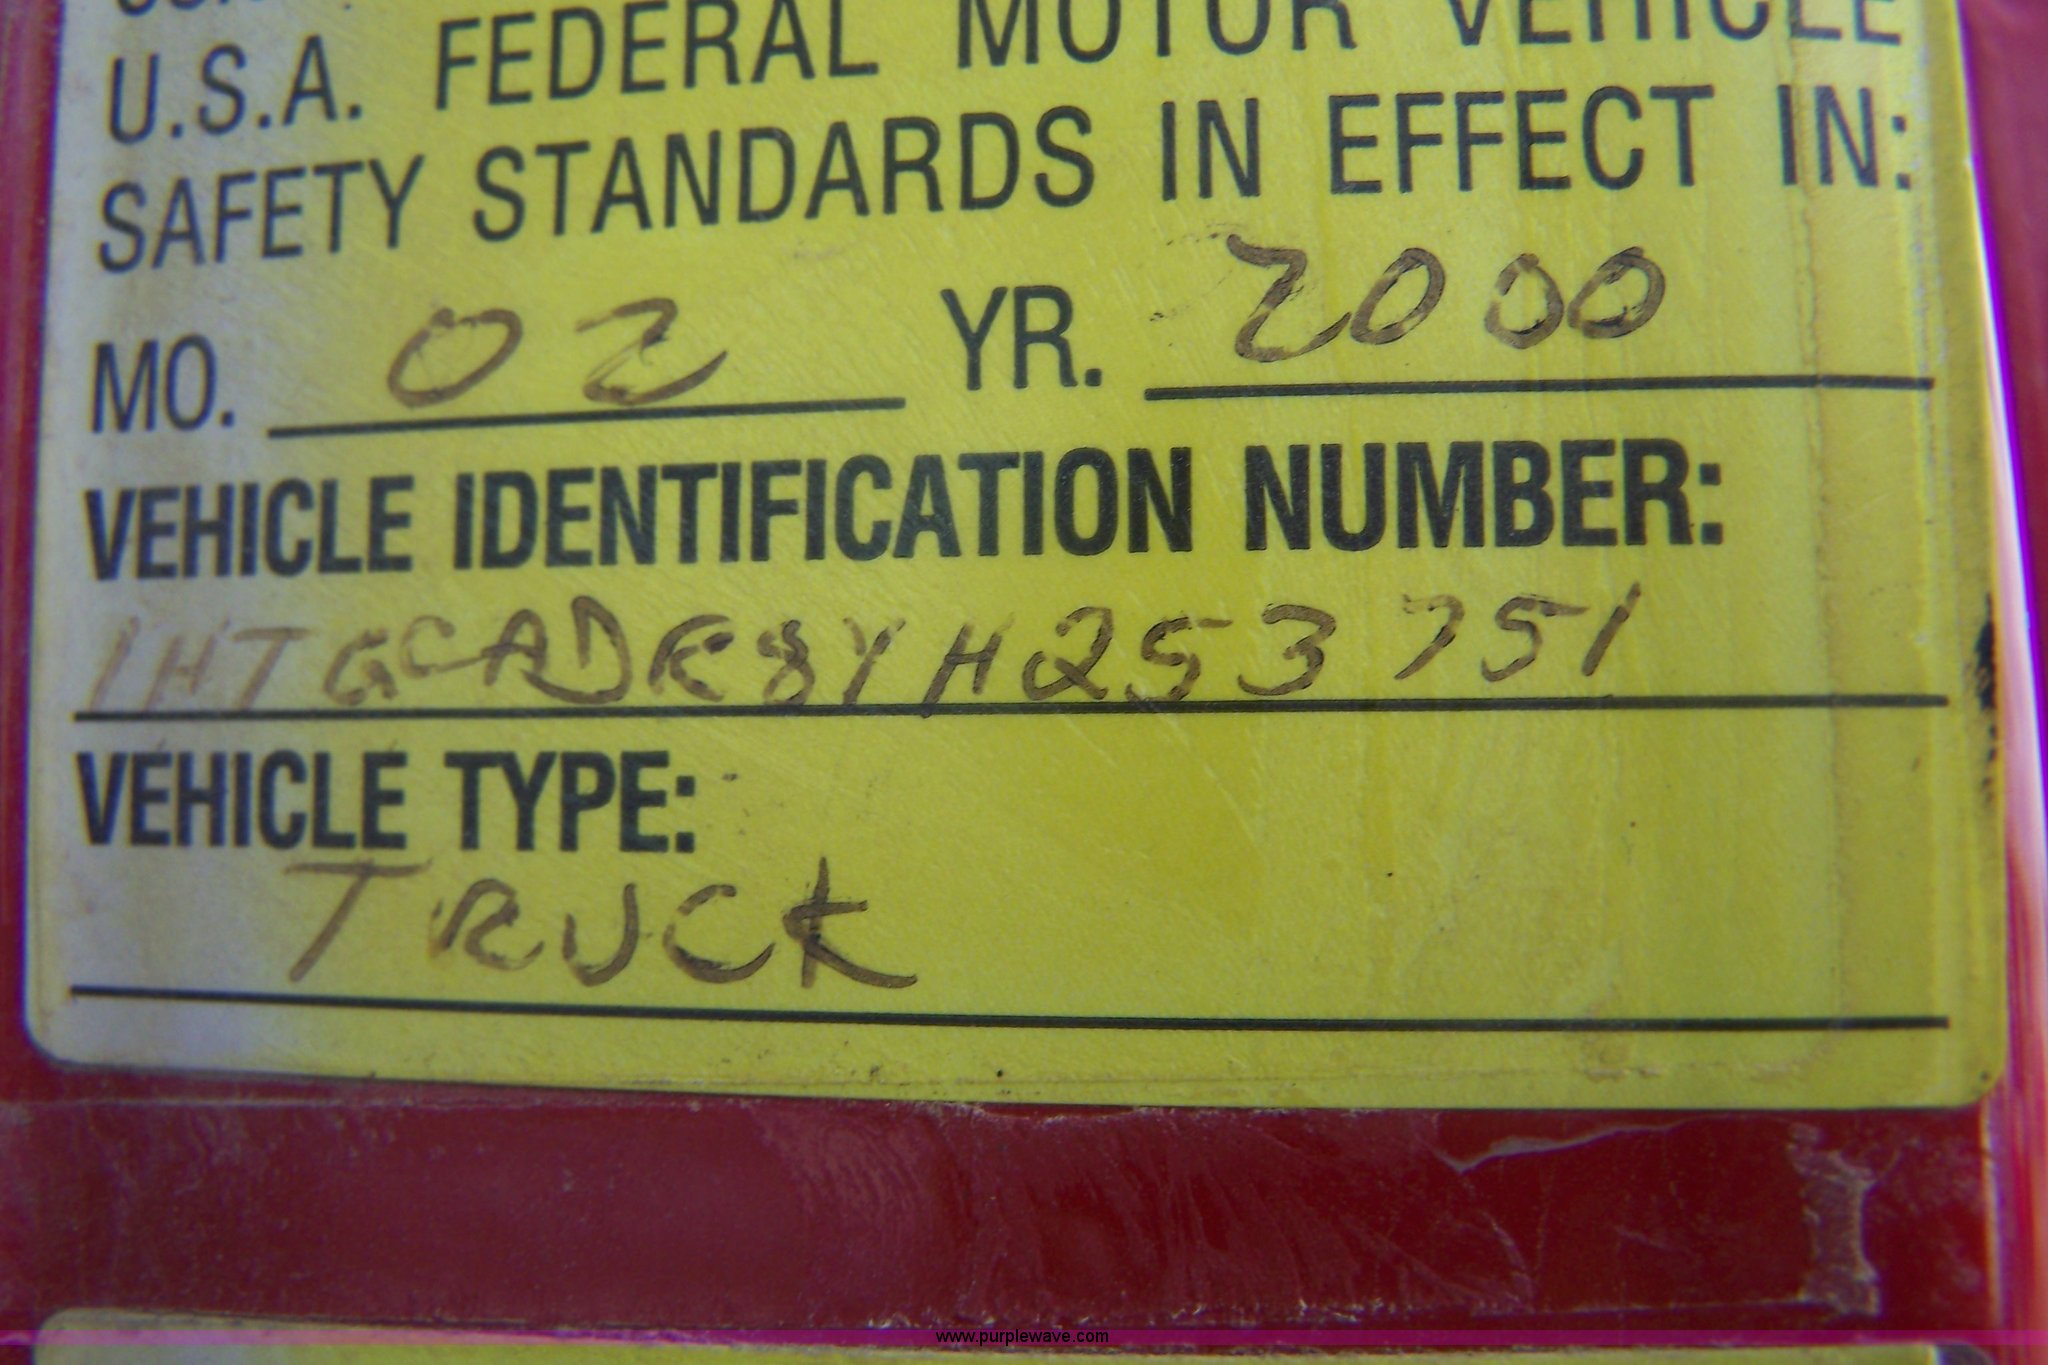 U.S.A. FEDERAL MOTOR VEHICLE
SAFETY STANDARDS IN EFFECT IN:
MO. 02 YR. 2000
VEHICLE IDENTIFICATION NUMBER:
1HTGCADR8YH253751
VEHICLE TYPE:
TRUCK
www.purplewave.com